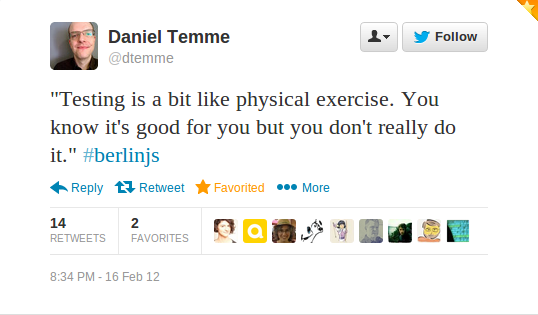 Daniel Temme
@dtemme
Follow
"Testing is a bit like physical exercise. You
know it's good for you but you don't really do
it." #berlinjs
Reply Retweet Favorited More
14 2
RETWEETS FAVORITES
8:34 PM - 16 Feb 12